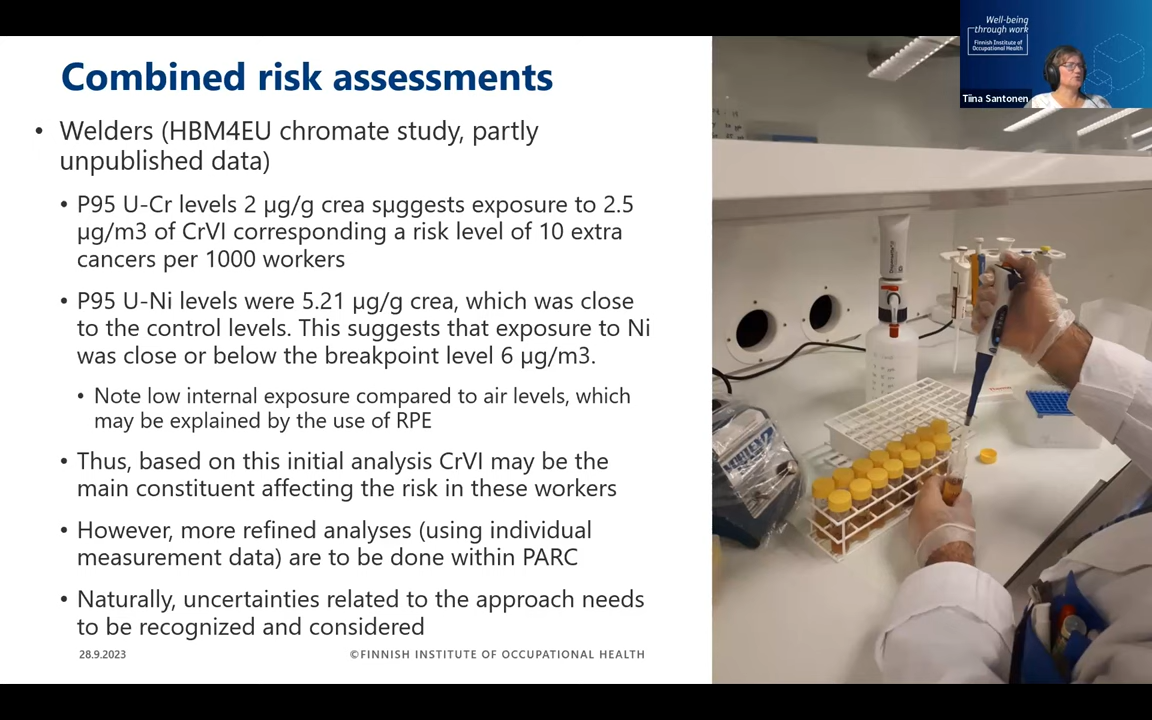 Combined risk assessments
• Welders (HBM4EU chromate study, partly
unpublished data)
• P95 U-Cr levels 2 µg/g crea sµggests exposure to 2.5
µg/m3 of CrVI corresponding a risk level of 10 extra
cancers per 1000 workers
• P95 U-Ni levels were 5.21 µg/g crea, which was close
to the control levels. This suggests that exposure to Ni
was close or below the breakpoint level 6 µg/m3.
• Note low internal exposure compared to air levels, which
may be explained by the use of RPE
• Thus, based on this initial analysis CrVI may be the
main constituent affecting the risk in these workers
• However, more refined analyses (using individual
measurement data) are to be done within PARC
• Naturally, uncertainties related to the approach needs
to be recognized and considered
28.9.2023
©FINNISH INSTITUTE OF OCCUPATIONAL HEALTH
Well-being
through work
Finnish Institute of
Occupational Health
Tiina Santonen